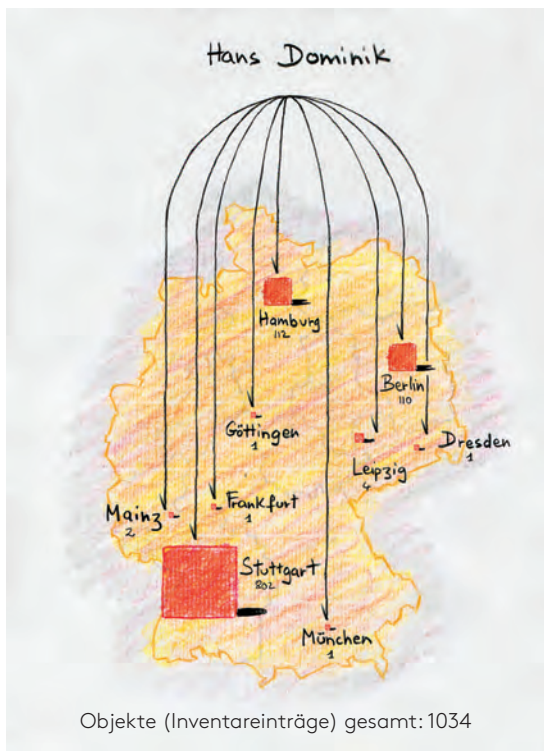 Hans Dominik
Hamburg
112
Berlin
110
Göttingen
1
Leipzig
4
Dresden
1
Mainz
2
Frankfurt
1
Stuttgart
802
München
1
Objekte (Inventareinträge) gesamt: 1034